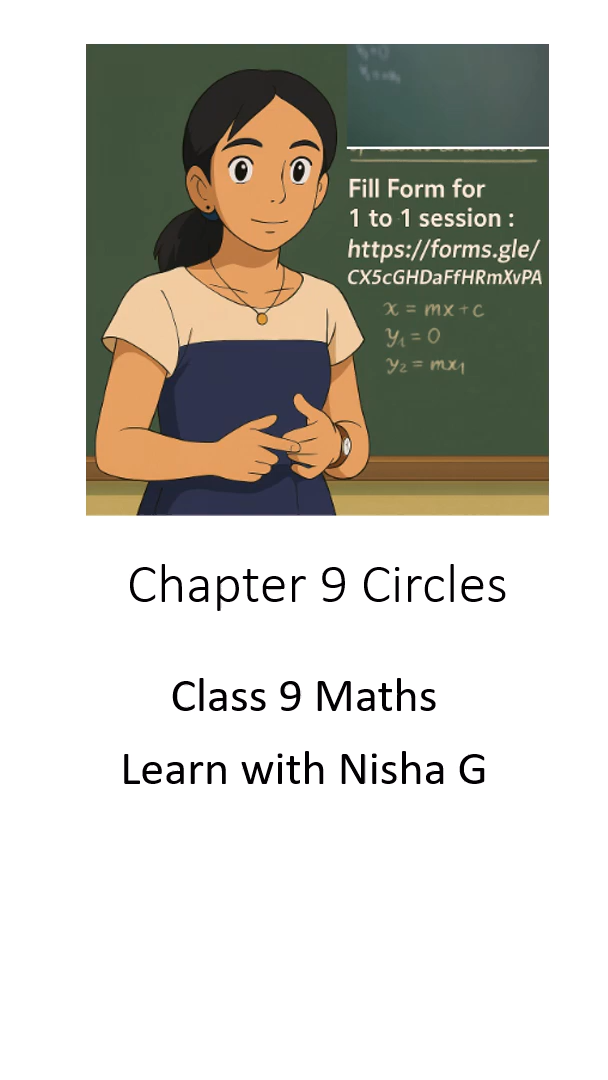 Fill Form for
1 to 1 session :
https://forms.gle/
CX5cGHDaFfHRmXvPA
x = mx + c
y₁ = 0
y₂ = mx₁
Chapter 9 Circles
Class 9 Maths
Learn with Nisha G